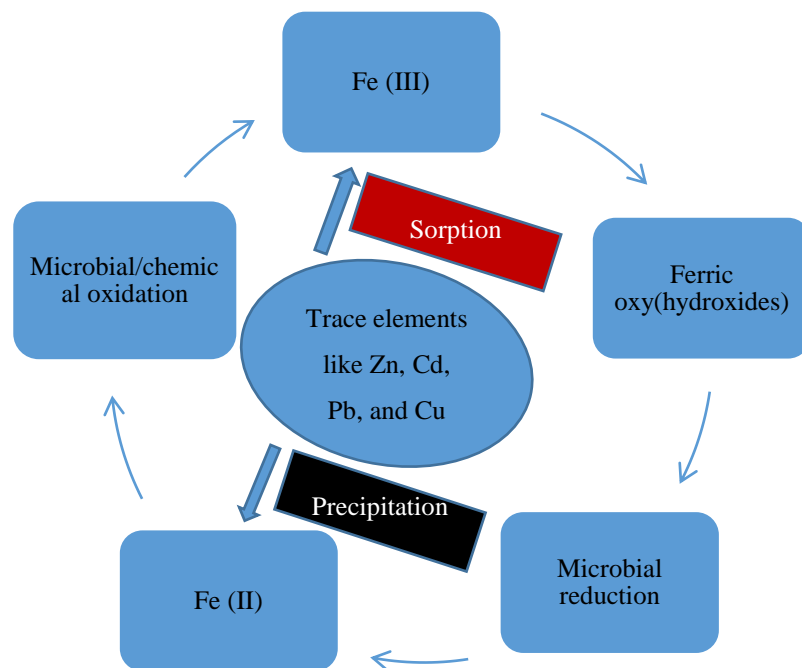 Fe (III)
Sorption
Microbial/chemic
al oxidation
Ferric
oxy(hydroxides)
Trace elements
like Zn, Cd,
Pb, and Cu
Precipitation
Microbial
reduction
Fe (II)